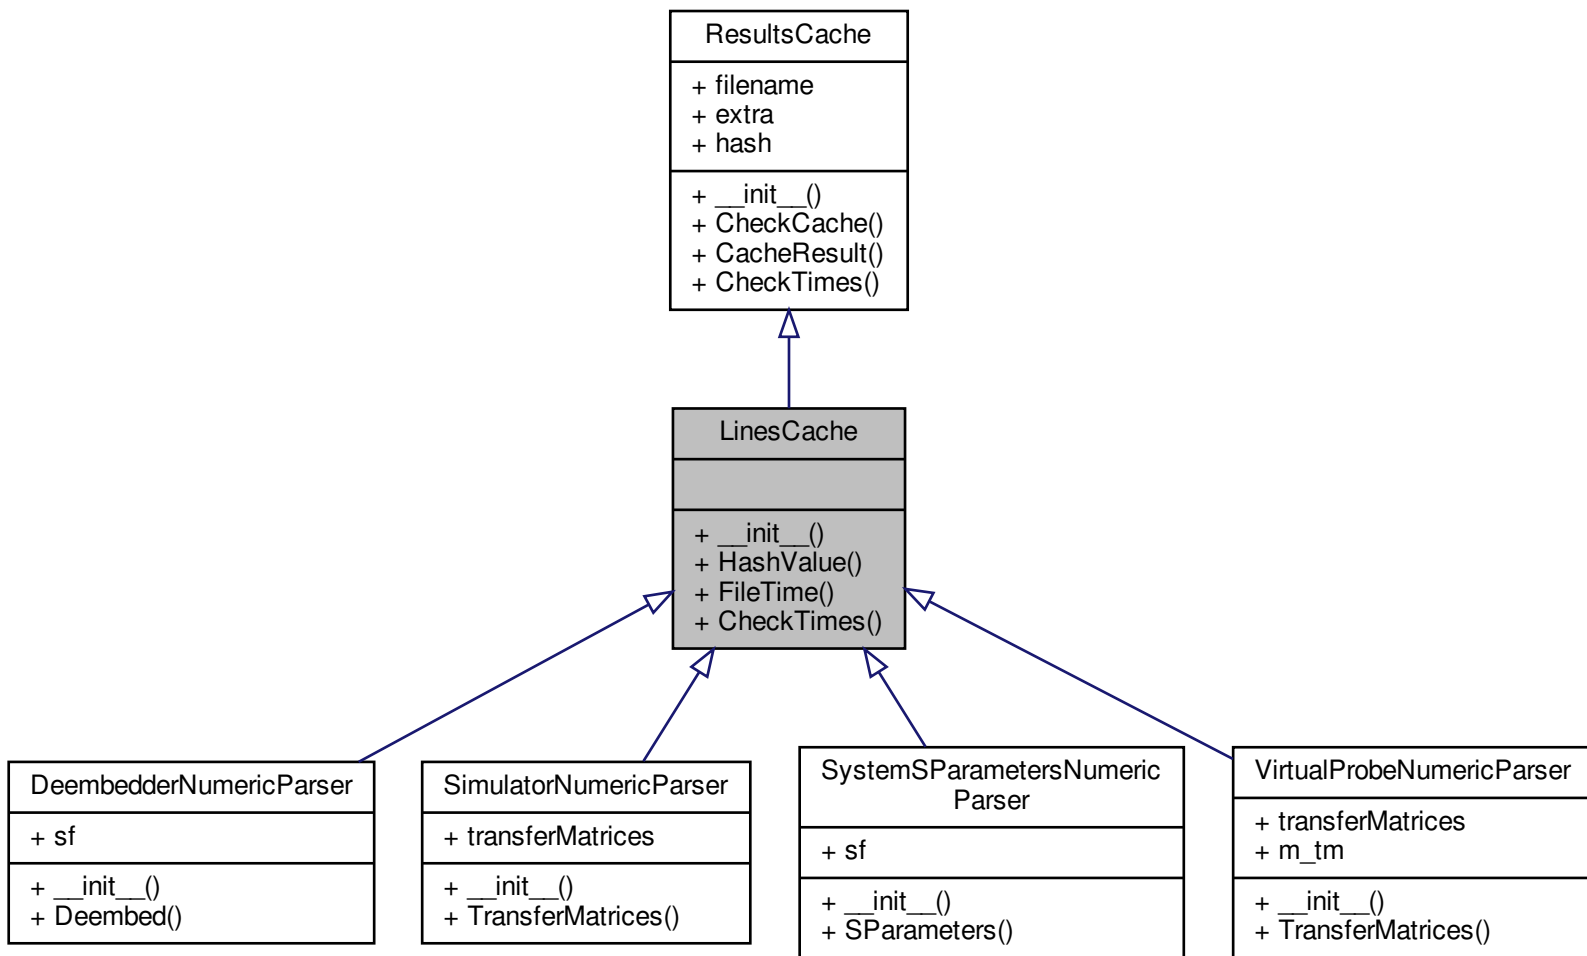 ResultsCache
+ filename
+ extra
+ hash
+ __init__()
+ CheckCache()
+ CacheResult()
+ CheckTimes()
LinesCache
+ __init__()
+ HashValue()
+ FileTime()
+ CheckTimes()
DeembedderNumericParser
+ sf
+ __init__()
+ Deembed()
SimulatorNumericParser
+ transferMatrices
+ __init__()
+ TransferMatrices()
SystemSParametersNumeric
Parser
+ sf
+ __init__()
+ SParameters()
VirtualProbeNumericParser
+ transferMatrices
+ m_tm
+ __init__()
+ TransferMatrices()